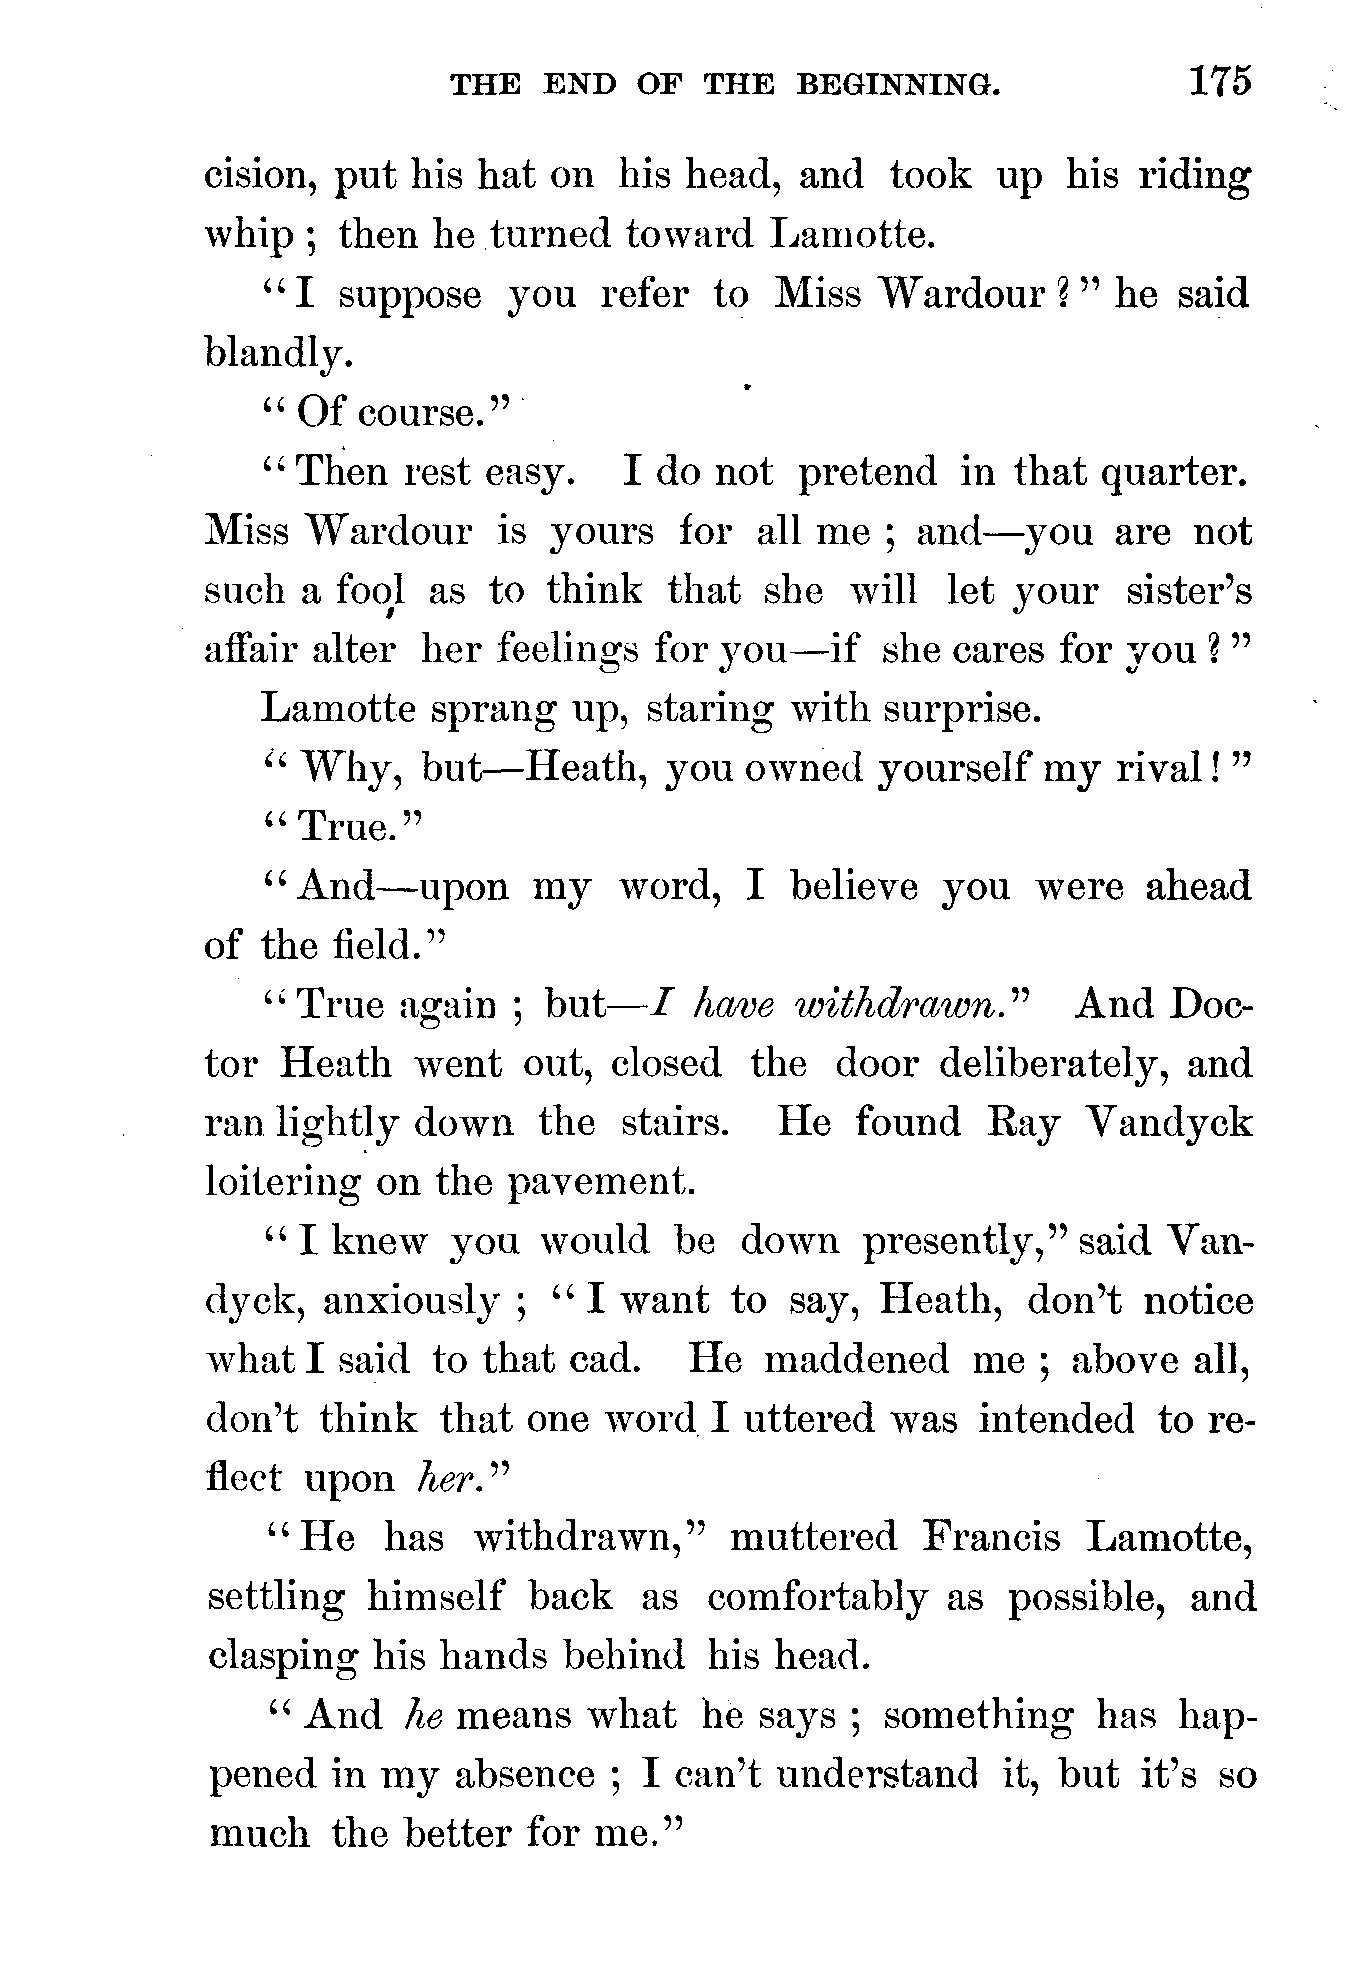 THE END OF THE BEGINNING. 175
cision, put his hat on his head, and took up his riding
whip ; then he turned toward Lamotte.
“I suppose you refer to Miss Wardour?” he said
blandly.
“Of course.”
“Then rest easy. I do not pretend in that quarter.
Miss Wardour is yours for all me ; and—you are not
such a fool as to think that she will let your sister’s
affair alter her feelings for you—if she cares for you?”
Lamotte sprang up, staring with surprise.
“Why, but—Heath, you owned yourself my rival!”
“True.”
“And—upon my word, I believe you were ahead
of the field.”
“True again ; but—I have withdrawn.” And Doc-
tor Heath went out, closed the door deliberately, and
ran lightly down the stairs. He found Ray Vandyck
loitering on the pavement.
“I knew you would be down presently,” said Van-
dyck, anxiously ; “I want to say, Heath, don’t notice
what I said to that cad. He maddened me ; above all,
don’t think that one word I uttered was intended to re-
flect upon her.”
“He has withdrawn,” muttered Francis Lamotte,
settling himself back as comfortably as possible, and
clasping his hands behind his head.
“And he means what he says ; something has hap-
pened in my absence ; I can’t understand it, but it’s so
much the better for me.”